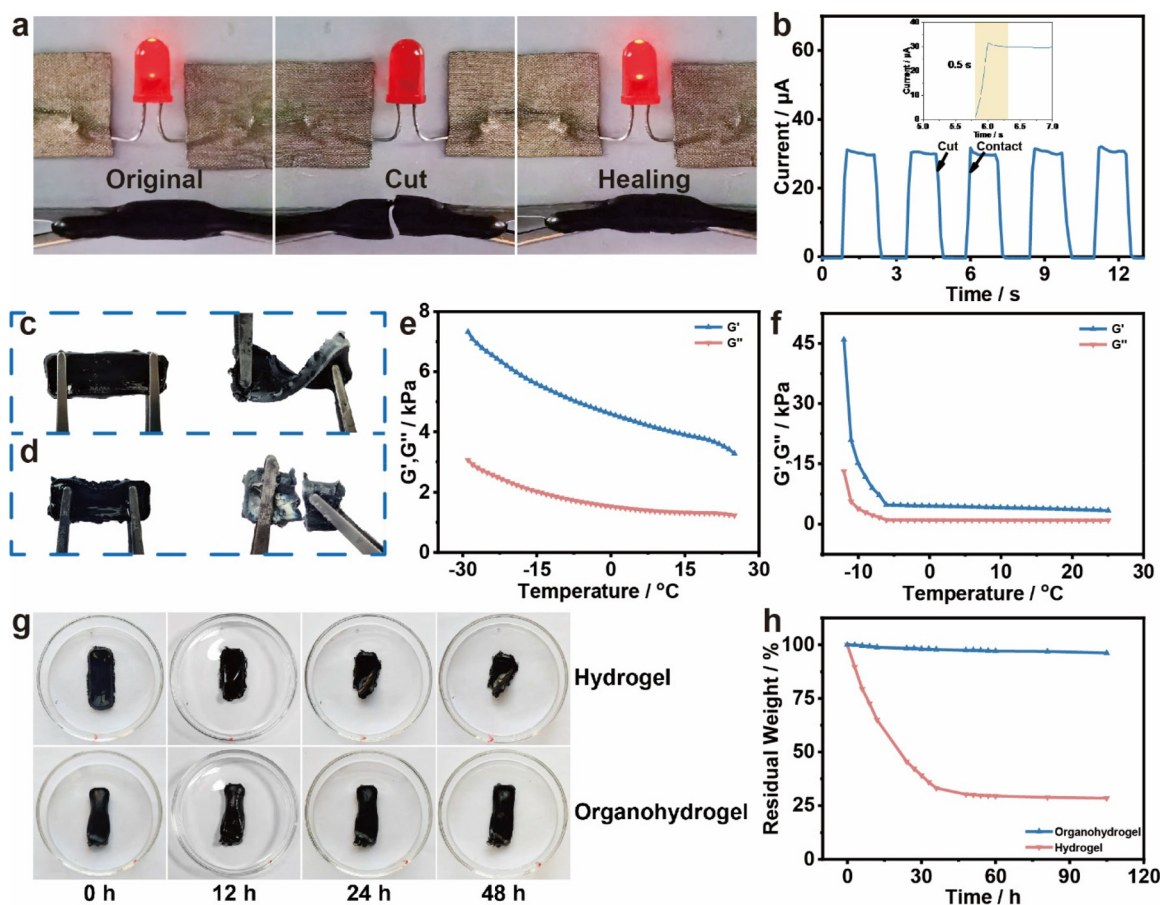 a
Original
Cut
Healing
b
Current / µA
60
40
20
0
0
3
6
9
12
Time / s
Cut
Contact
Current / µA
40
30
20
10
0
0.5 s
5.0
5.5
6.0
6.5
7.0
Time / s
c
d
e
G',G'' / kPa
8
6
4
2
0
G'
G''
-30
-15
0
15
30
Temperature / °C
f
G',G'' / kPa
45
30
15
0
G'
G''
-10
0
10
20
30
Temperature / °C
g
Hydrogel
Organohydrogel
0 h
12 h
24 h
48 h
h
Residual Weight / %
100
75
50
25
0
Organohydrogel
Hydrogel
0
30
60
90
120
Time / h